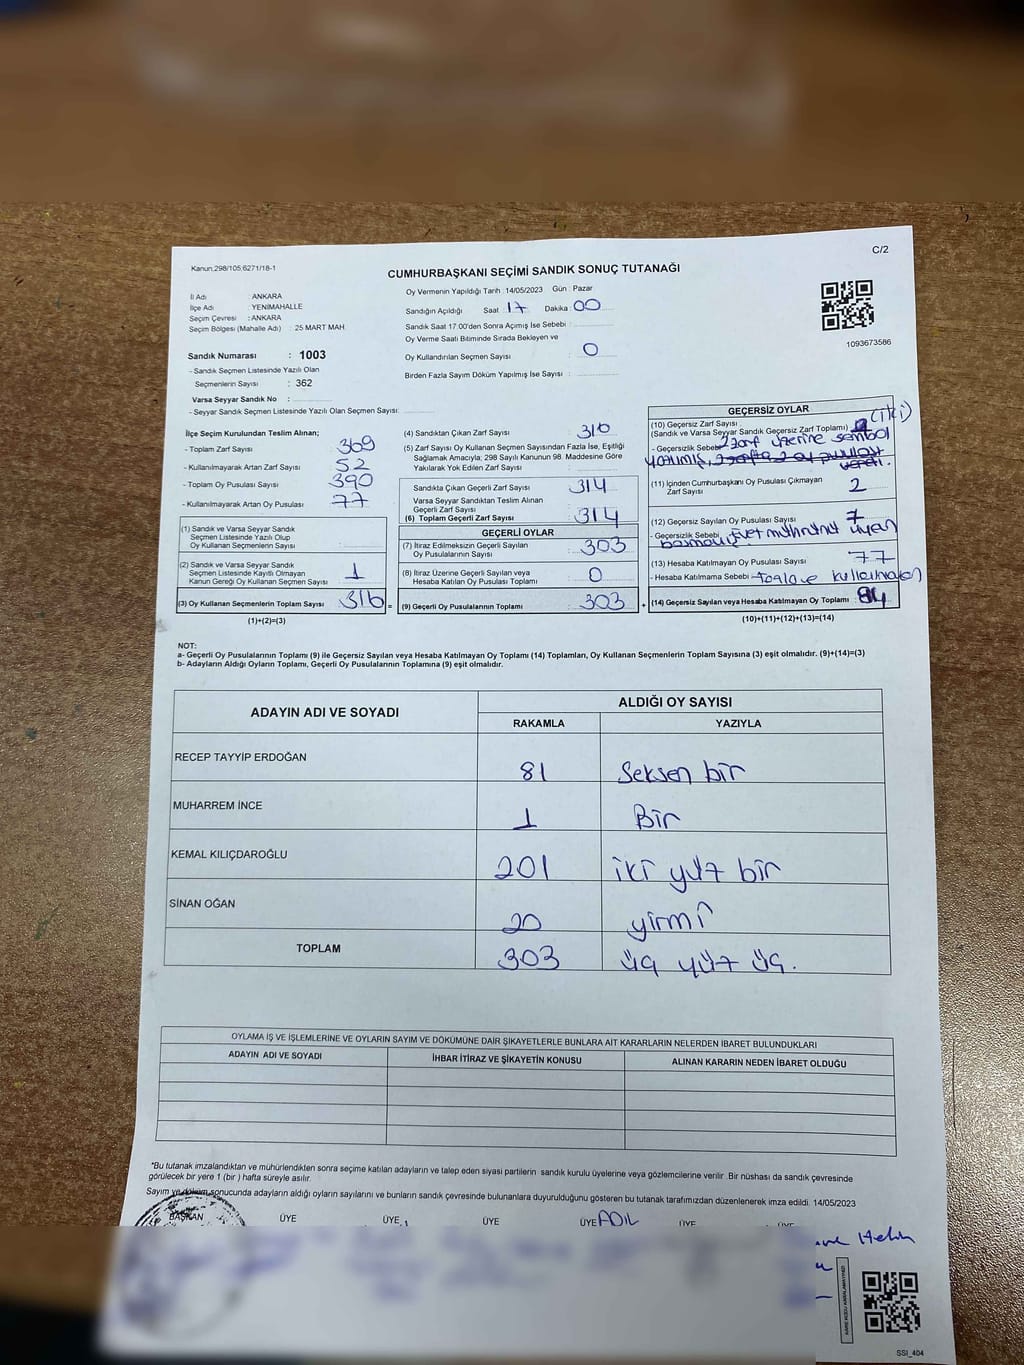 C/2
Kanun;298/105;6271/18-1
CUMHURBAŞKANI SEÇİMİ SANDIK SONUÇ TUTANAĞI
İl Adı : ANKARA
İlçe Adı : YENİMAHALLE
Seçim Çevresi : ANKARA
Seçim Bölgesi (Mahalle Adı) : 25 MART MAH.
Sandık Numarası : 1003
- Sandık Seçmen Listesinde Yazılı Olan
Seçmenlerin Sayısı : 362
Varsa Seyyar Sandık No :
- Seyyar Sandık Seçmen Listesinde Yazılı Olan Seçmen Sayısı:
Oy Vermenin Yapıldığı Tarih : 14/05/2023 Gün : Pazar
Sandığın Açıldığı Saat : 17 Dakika : 00
Sandık Saat 17:00'den Sonra Açımış İse Sebebi :
Oy Verme Saati Bitiminde Sırada Bekleyen ve
Oy Kullandırılan Seçmen Sayısı : 0
Birden Fazla Sayım Döküm Yapılmış İse Sayısı :
1093673586
İlçe Seçim Kurulundan Teslim Alınan;
- Toplam Zarf Sayısı : 369
- Kullanılmayarak Artan Zarf Sayısı : 52
- Toplam Oy Pusulası Sayısı : 390
- Kullanılmayarak Artan Oy Pusulası : 77
(1) Sandık ve Varsa Seyyar Sandık
Seçmen Listesinde Yazılı Olup
Oy Kullanan Seçmenlerin Sayısı :
(2) Sandık ve Varsa Seyyar Sandık
Seçmen Listesinde Kayıtlı Olmayan
Kanun Gereği Oy Kullanan Seçmen Sayısı : 1
(3) Oy Kullanan Seçmenlerin Toplam Sayısı : 316 =
(1)+(2)=(3)
(4) Sandıktan Çıkan Zarf Sayısı : 316
(5) Zarf Sayısı Oy Kullanan Seçmen Sayısından Fazla İse, Eşitliği
Sağlamak Amacıyla; 298 Sayılı Kanunun 98. Maddesine Göre
Yakılarak Yok Edilen Zarf Sayısı :
Sandıkta Çıkan Geçerli Zarf Sayısı : 314
Varsa Seyyar Sandıktan Teslim Alınan
Geçerli Zarf Sayısı :
(6) Toplam Geçerli Zarf Sayısı : 314
GEÇERLİ OYLAR
(7) İtiraz Edilmeksizin Geçerli Sayılan
Oy Pusulalarının Sayısı : 303
(8) İtiraz Üzerine Geçerli Sayılan veya
Hesaba Katılan Oy Pusulası Toplamı : 0
(9) Geçerli Oy Pusulalarının Toplamı : 303 +
GEÇERSİZ OYLAR
(10) Geçersiz Zarf Sayısı
(Sandık ve Varsa Seyyar Sandık Geçersiz Zarf Toplamı) : 2 (iki)
- Geçersizlik Sebebi : 2 zarf üzerine sembol
yazılmış, 2 zarfta 2 oy pusulası
(11) İçinden Cumhurbaşkanı Oy Pusulası Çıkmayan
Zarf Sayısı : 2
(12) Geçersiz Sayılan Oy Pusulası Sayısı : 7
- Geçersizlik Sebebi : Evet mührünü
(13) Hesaba Katılmayan Oy Pusulası Sayısı : 77
- Hesaba Katılmama Sebebi :
(14) Geçersiz Sayılan veya Hesaba Katılmayan Oy Toplamı : 84
(10)+(11)+(12)+(13)=(14)
NOT:
a- Geçerli Oy Pusulalarının Toplamı (9) ile Geçersiz Sayılan veya Hesaba Katılmayan Oy Toplamı (14) Toplamları, Oy Kullanan Seçmenlerin Toplam Sayısına (3) eşit olmalıdır. (9)+(14)=(3)
b- Adayların Aldığı Oyların Toplamı, Geçerli Oy Pusulalarının Toplamına (9) eşit olmalıdır.
ADAYIN ADI VE SOYADI
ALDIĞI OY SAYISI
RAKAMLA YAZIYLA
RECEP TAYYİP ERDOĞAN 81 Seksen bir
MUHARREM İNCE 1 Bir
KEMAL KILIÇDAROĞLU 201 iki yüz bir
SİNAN OĞAN 20 yirmi
TOPLAM 303 üç yüz üç.
OYLAMA İŞ VE İŞLEMLERİNE VE OYLARIN SAYIM VE DÖKÜMÜNE DAİR ŞİKAYETLERLE BUNLARA AİT KARARLARIN NELERDEN İBARET BULUNDUKLARI
ADAYIN ADI VE SOYADI İHBAR İTİRAZ VE ŞİKAYETİN KONUSU ALINAN KARARIN NEDEN İBARET OLDUĞU
*Bu tutanak imzalandıktan ve mühürlendikten sonra seçime katılan adayların ve talep eden siyasi partilerin sandık kurulu üyelerine veya gözlemcilerine verilir. Bir nüshası da sandık çevresinde
görülecek bir yere 1 (bir ) hafta süreyle asılır.
Sayım ve döküm sonucunda adayların aldığı oyların sayılarını ve bunların sandık çevresinde bulunanlara duyurulduğunu gösteren bu tutanak tarafımızdan düzenlenerek imza edildi. 14/05/2023
BAŞKAN ÜYE ÜYE ÜYE ÜYE ADIL ÜYE ÜYE
SSI_404